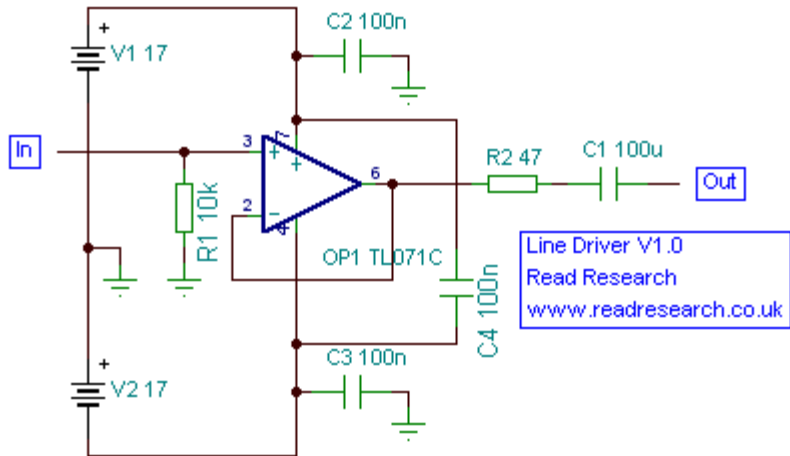 C2 100n
V1 17
In
3
7
+
+
6
R2 47
C1 100u
Out
2
-
4
R1 10k
OP1 TL071C
Line Driver V1.0
Read Research
www.readresearch.co.uk
C4 100n
C3 100n
+
V2 17
+